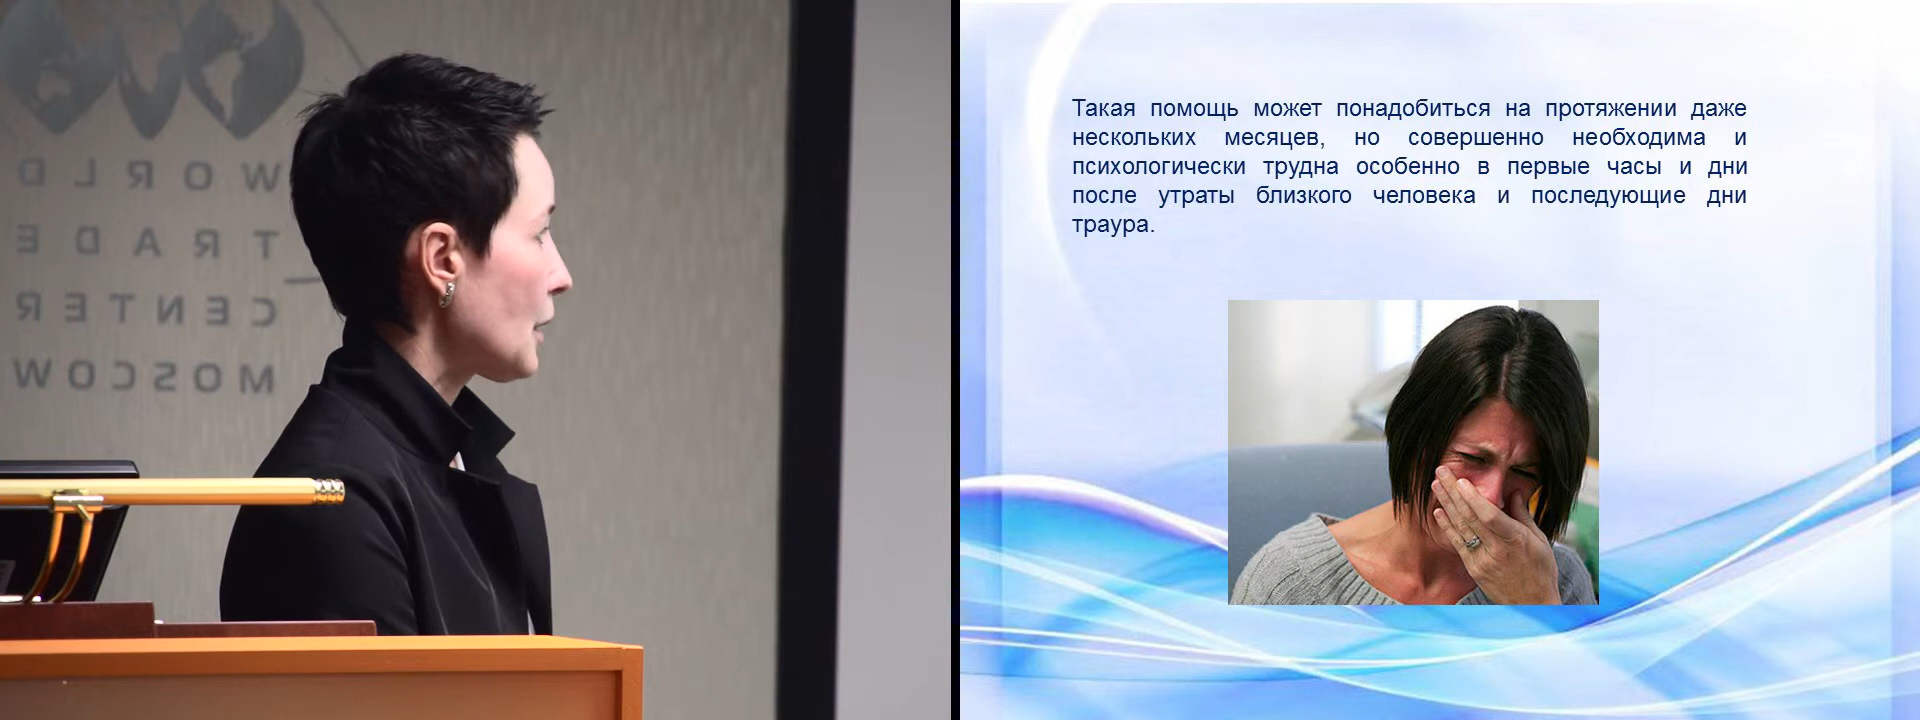 WORLD
TRADE
CENTER
MOSCOW
Такая помощь может понадобиться на протяжении даже
нескольких месяцев, но совершенно необходима и
психологически трудна особенно в первые часы и дни
после утраты близкого человека и последующие дни
траура.